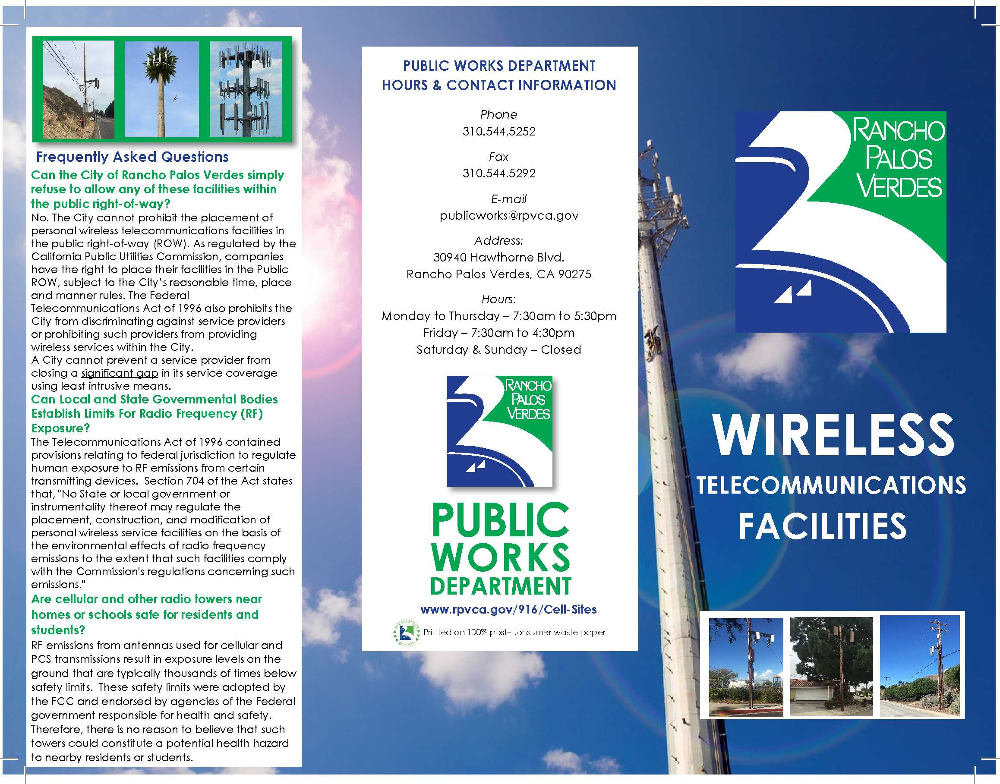 Frequently Asked Questions
Can the City of Rancho Palos Verdes simply
refuse to allow any of these facilities within
the public right-of-way?
No. The City cannot prohibit the placement of
personal wireless telecommunications facilities in
the public right-of-way (ROW). As regulated by the
California Public Utilities Commission, companies
have the right to place their facilities in the Public
ROW, subject to the City's reasonable time, place
and manner rules. The Federal
Telecommunications Act of 1996 also prohibits the
City from discriminating against service providers
or prohibiting such providers from providing
wireless services within the City.
A City cannot prevent a service provider from
closing a significant gap in its service coverage
using least intrusive means.
Can Local and State Governmental Bodies
Establish Limits For Radio Frequency (RF)
Exposure?
The Telecommunications Act of 1996 contained
provisions relating to federal jurisdiction to regulate
human exposure to RF emissions from certain
transmitting devices.  Section 704 of the Act states
that, "No State or local government or
instrumentality thereof may regulate the
placement, construction, and modification of
personal wireless service facilities on the basis of
the environmental effects of radio frequency
emissions to the extent that such facilities comply
with the Commission's regulations concerning such
emissions."
Are cellular and other radio towers near
homes or schools safe for residents and
students?
RF emissions from antennas used for cellular and
PCS transmissions result in exposure levels on the
ground that are typically thousands of times below
safety limits.  These safety limits were adopted by
the FCC and endorsed by agencies of the Federal
government responsible for health and safety.
Therefore, there is no reason to believe that such
towers could constitute a potential health hazard
to nearby residents or students.
PUBLIC WORKS DEPARTMENT
HOURS & CONTACT INFORMATION
Phone
310.544.5252
Fax
310.544.5292
E-mail
publicworks@rpvca.gov
Address:
30940 Hawthorne Blvd.
Rancho Palos Verdes, CA 90275
Hours:
Monday to Thursday – 7:30am to 5:30pm
Friday – 7:30am to 4:30pm
Saturday & Sunday – Closed
RANCHO
PALOS
VERDES
PUBLIC
WORKS
DEPARTMENT
www.rpvca.gov/916/Cell-Sites
RPV RECYCLES
RPV CARES
Printed on 100% post–consumer waste paper
RANCHO
PALOS
VERDES
WIRELESS
TELECOMMUNICATIONS
FACILITIES